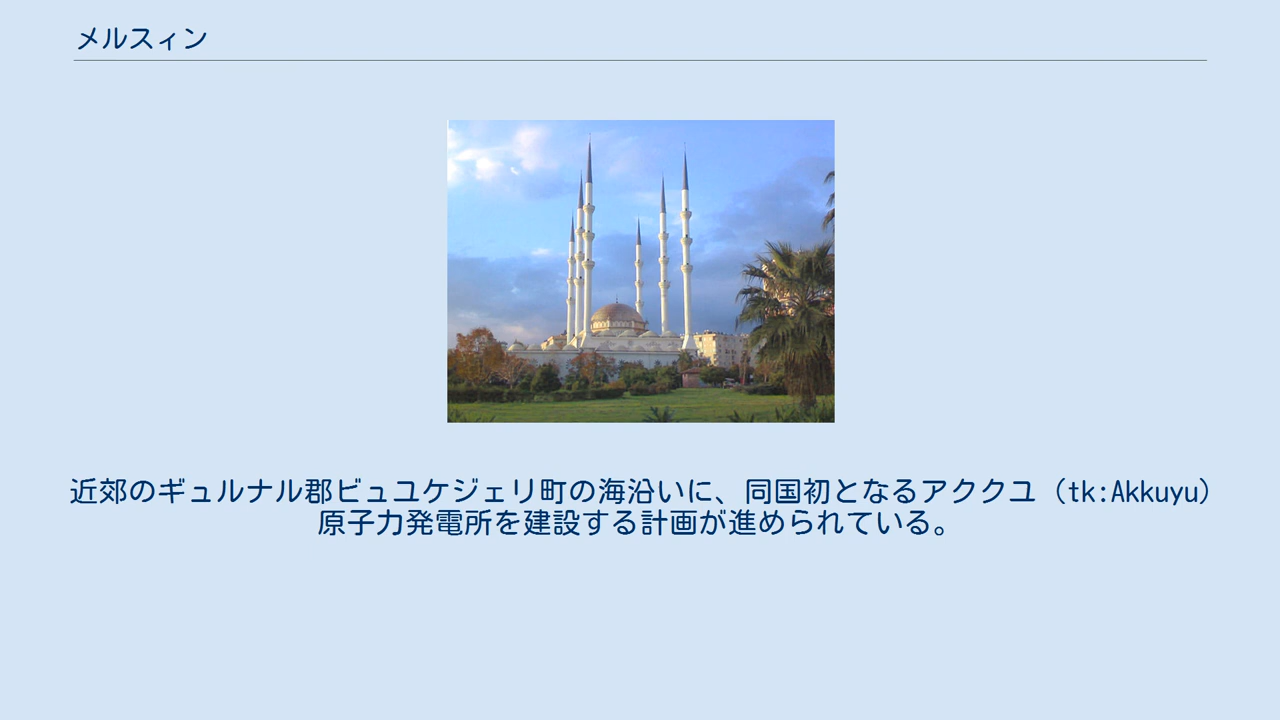 メルスィン
近郊のギュルナル郡ビュユケジェリ町の海沿いに、同国初となるアククユ（tk:Akkuyu）
原子力発電所を建設する計画が進められている。